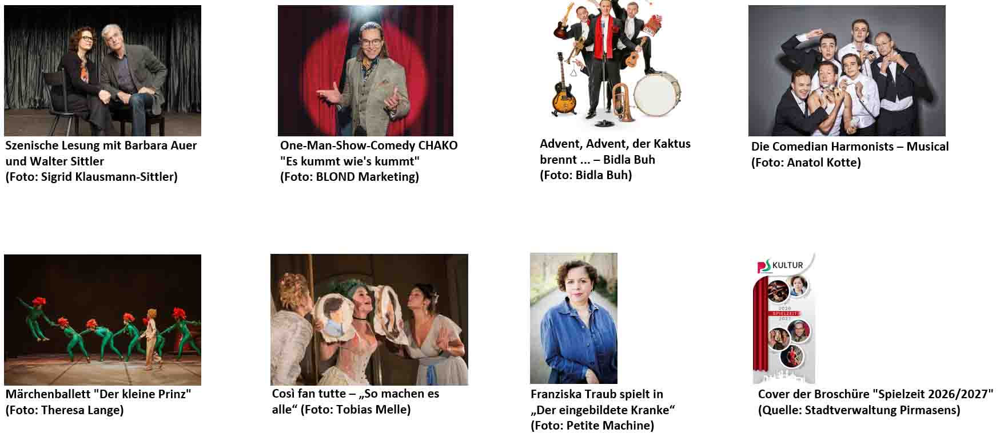 Szenische Lesung mit Barbara Auer
und Walter Sittler
(Foto: Sigrid Klausmann-Sittler)
One-Man-Show-Comedy CHAKO
"Es kummt wie's kummt"
(Foto: BLOND Marketing)
Advent, Advent, der Kaktus
brennt ... – Bidla Buh
(Foto: Bidla Buh)
Die Comedian Harmonists – Musical
(Foto: Anatol Kotte)
Märchenballett "Der kleine Prinz"
(Foto: Theresa Lange)
Così fan tutte – „So machen es
alle“ (Foto: Tobias Melle)
Franziska Traub spielt in
„Der eingebildete Kranke“
(Foto: Petite Machine)
PS KULTUR
2026
SPIELZEIT
2027
Cover der Broschüre "Spielzeit 2026/2027"
(Quelle: Stadtverwaltung Pirmasens)